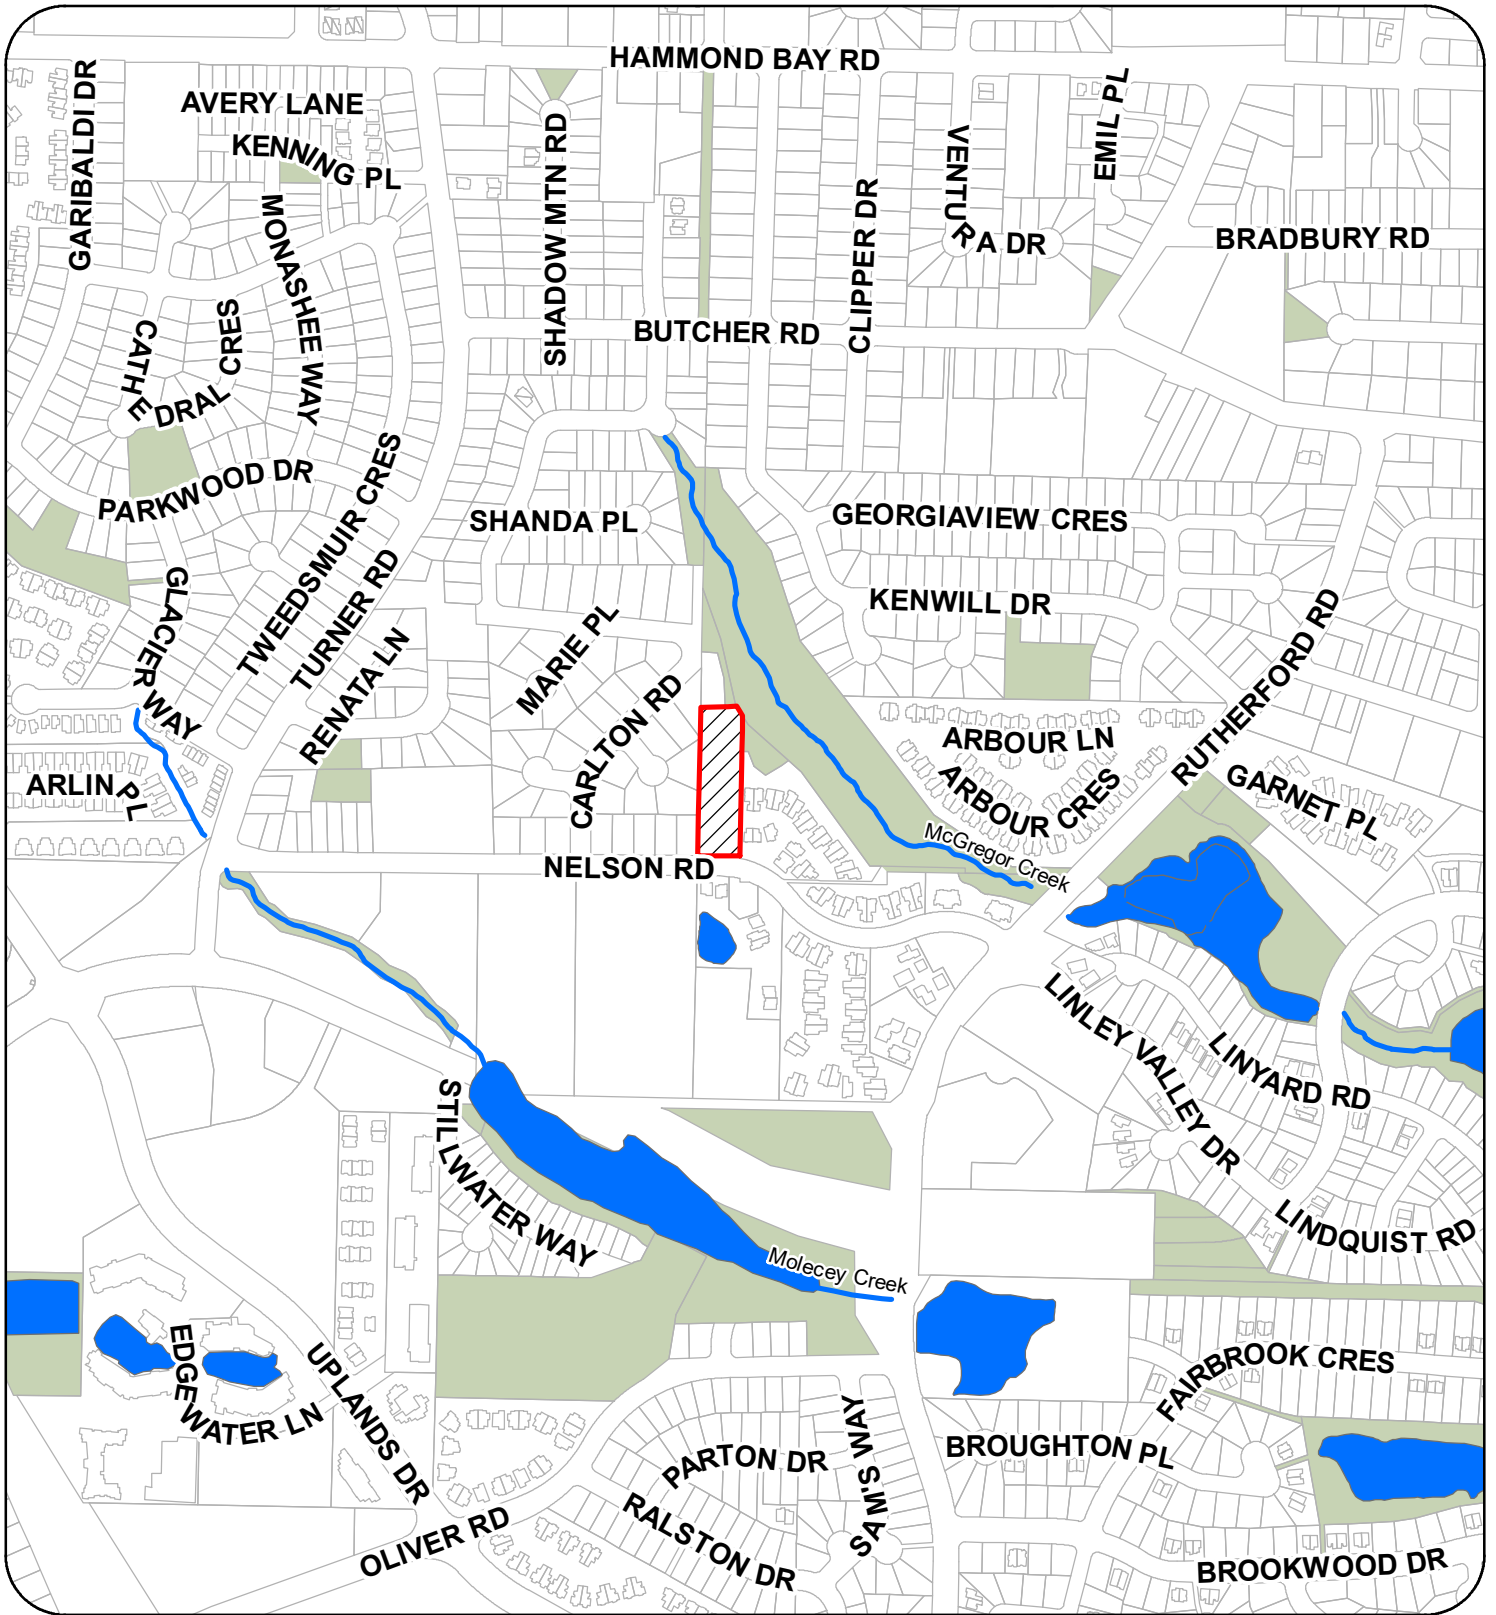 HAMMOND BAY RD
GARIBALDI DR
AVERY LANE
KENNING PL
SHADOW MTN RD
CLIPPER DR
VENTURA DR
EMIL PL
BRADBURY RD
MONASHEE WAY
CATHEDRAL CRES
BUTCHER RD
PARKWOOD DR
TWEEDSMUIR CRES
SHANDA PL
GEORGIAVIEW CRES
GLACIER WAY
TURNER RD
RENATA LN
MARIE PL
KENWILL DR
RUTHERFORD RD
CARLTON RD
ARBOUR LN
ARBOUR CRES
GARNET PL
ARLIN PL
NELSON RD
McGregor Creek
LINLEY VALLEY DR
LINYARD RD
STILLWATER WAY
LINDQUIST RD
Molecey Creek
EDGEWATER LN
UPLANDS DR
FAIRBROOK CRES
SAM'S WAY
PARTON DR
BROUGHTON PL
RALSTON DR
OLIVER RD
BROOKWOOD DR